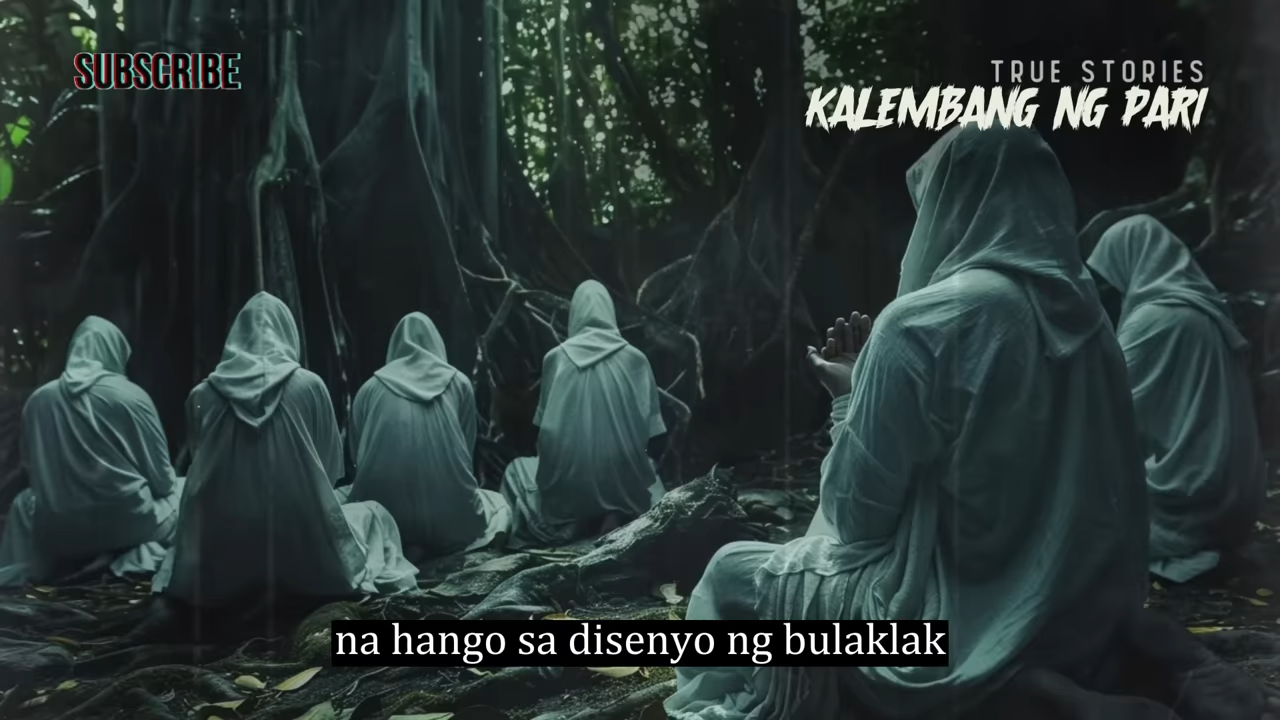 SUBSCRIBE
TRUE STORIES
KALEMBANG NG PARI
na hango sa disenyo ng bulaklak